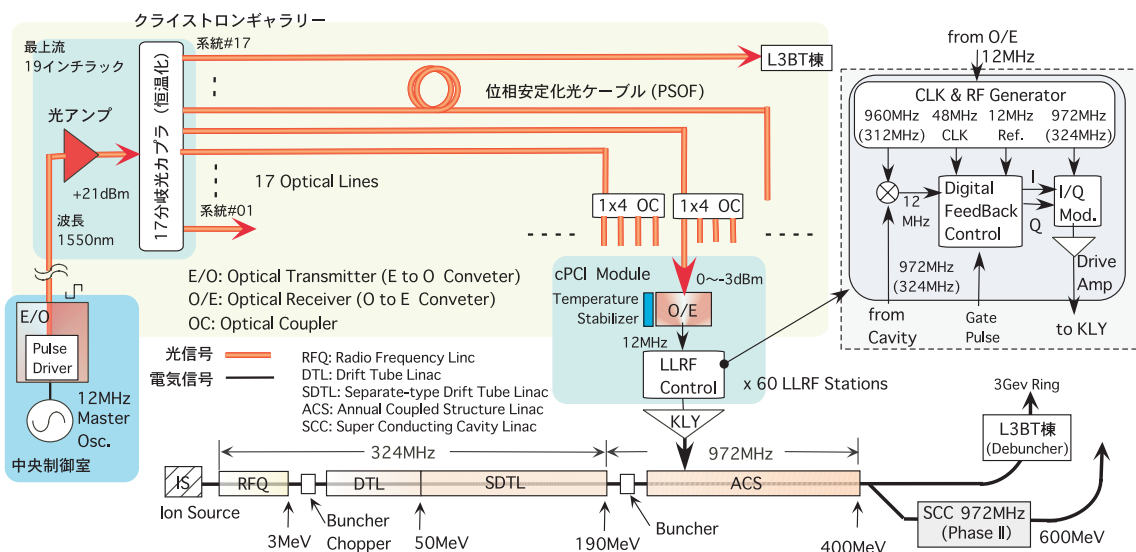 クライストロンギャラリー
最上流
19インチラック
系統#17
光アンプ
+21dBm
17分岐光カプラ (恒温化)
L3BT棟
位相安定化光ケーブル (PSOF)
17 Optical Lines
系統#01
波長
1550nm
1x4 OC
1x4 OC
E/O: Optical Transmitter (E to O Conveter)
O/E: Optical Receiver (O to E Conveter)
OC: Optical Coupler
cPCI Module
0〜-3dBm
Temperature
Stabilizer
O/E
12MHz
LLRF
Control
x 60 LLRF Stations
KLY
from O/E
12MHz
CLK & RF Generator
960MHz
(312MHz)
48MHz
CLK
12MHz
Ref.
972MHz
(324MHz)
12
MHz
Digital
FeedBack
Control
I
Q
I/Q
Mod.
972MHz
(324MHz)
Drive
Amp
from
Cavity
Gate
Pulse
to KLY
E/O
Pulse
Driver
12MHz
Master
Osc.
中央制御室
光信号
電気信号
RFQ: Radio Frequency Linc
DTL: Drift Tube Linac
SDTL: Separate-type Drift Tube Linac
ACS: Annual Coupled Structure Linac
SCC: Super Conducting Cavity Linac
324MHz
972MHz
3Gev Ring
L3BT棟
(Debuncher)
IS
RFQ
DTL
SDTL
ACS
Ion Source
3MeV
Buncher
Chopper
50MeV
190MeV
Buncher
400MeV
SCC 972MHz
(Phase II)
600MeV